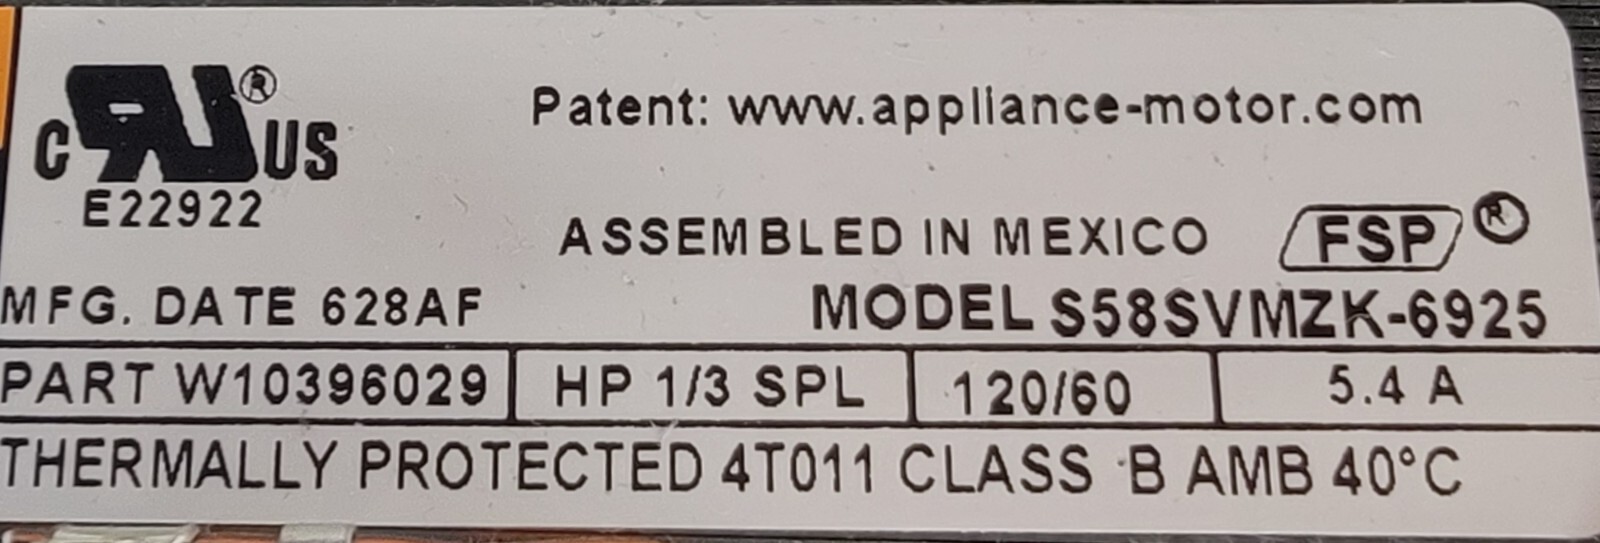 C UR® US
Patent: www.appliance-motor.com
E22922
ASSEMBLED IN MEXICO FSP®
MFG. DATE 628AF MODEL S58SVMZK-6925
PART W10396029 HP 1/3 SPL 120/60 5.4 A
THERMALLY PROTECTED 4T011 CLASS B AMB 40°C